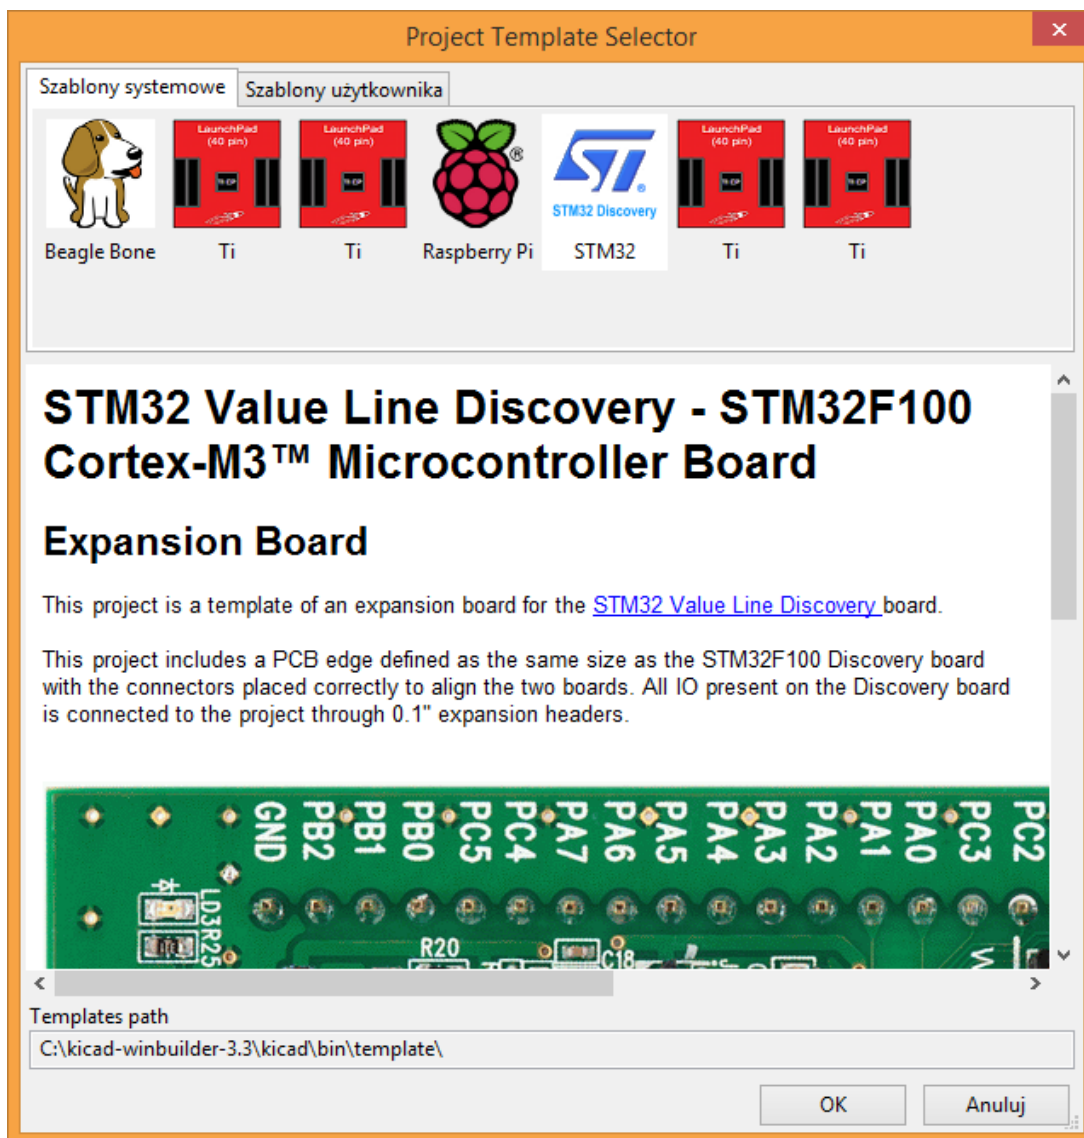 Project Template Selector
Szablony systemowe
Szablony użytkownika
LaunchPad
(40 pin)
LaunchPad
(40 pin)
®
ST
STM32 Discovery
LaunchPad
(40 pin)
LaunchPad
(40 pin)
Beagle Bone
Ti
Ti
Raspberry Pi
STM32
Ti
Ti
STM32 Value Line Discovery - STM32F100
Cortex-M3™ Microcontroller Board
Expansion Board
This project is a template of an expansion board for the STM32 Value Line Discovery board.
This project includes a PCB edge defined as the same size as the STM32F100 Discovery board
with the connectors placed correctly to align the two boards. All IO present on the Discovery board
is connected to the project through 0.1" expansion headers.
GND PB2 PB1 PB0 PC5 PC4 PA7 PA6 PA5 PA4 PA3 PA2 PA1 PA0 PC3 PC2
LD3 R25
R20
C18
Templates path
C:\kicad-winbuilder-3.3\kicad\bin\template\
OK
Anuluj